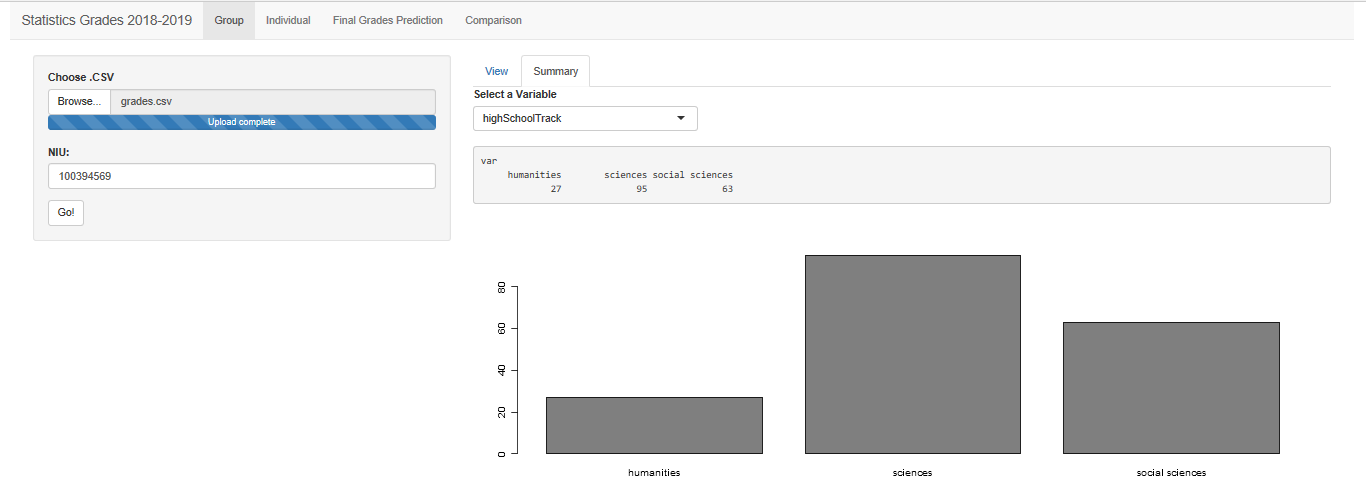 Statistics Grades 2018-2019 Group Individual Final Grades Prediction Comparison
Choose .CSV
Browse... grades.csv
Upload complete
NIU:
100394569
Go!
View Summary
Select a Variable
highSchoolTrack
var
humanities sciences social sciences
27 95 63
80
60
40
20
0
humanities sciences social sciences